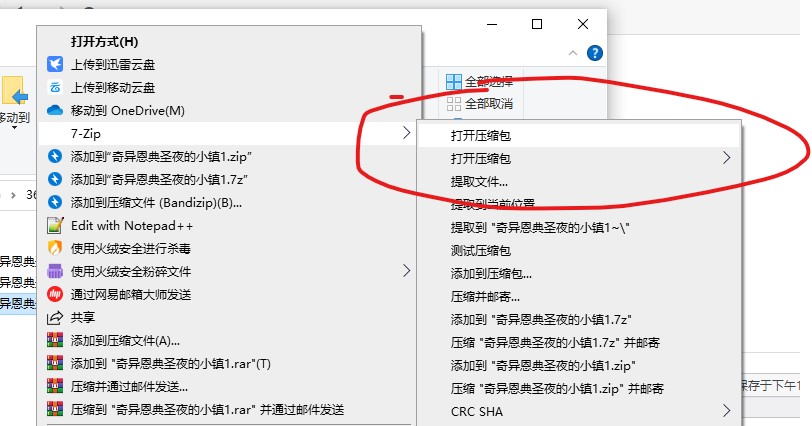 打开方式(H)
上传到迅雷云盘
上传到移动云盘
移动到 OneDrive(M)
7-Zip
添加到“奇异恩典圣夜的小镇1.zip”
添加到“奇异恩典圣夜的小镇1.7z”
添加到压缩文件 (Bandizip)(B)...
Edit with Notepad++
使用火绒安全进行杀毒
使用火绒安全粉碎文件
通过网易邮箱大师发送
共享
添加到压缩文件(A)...
添加到 "奇异恩典圣夜的小镇1.rar"(T)
压缩并通过邮件发送...
压缩到 "奇异恩典圣夜的小镇1.rar" 并通过邮件发送
全部选择
全部取消
打开压缩包
打开压缩包
提取文件...
提取到当前位置
提取到 "奇异恩典圣夜的小镇1~\"
测试压缩包
添加到压缩包...
压缩并邮寄...
添加到 "奇异恩典圣夜的小镇1.7z"
压缩 "奇异恩典圣夜的小镇1.7z" 并邮寄
添加到 "奇异恩典圣夜的小镇1.zip"
压缩 "奇异恩典圣夜的小镇1.zip" 并邮寄
CRC SHA
移动到
36
异恩典
异恩典
异恩典
保存于下午1